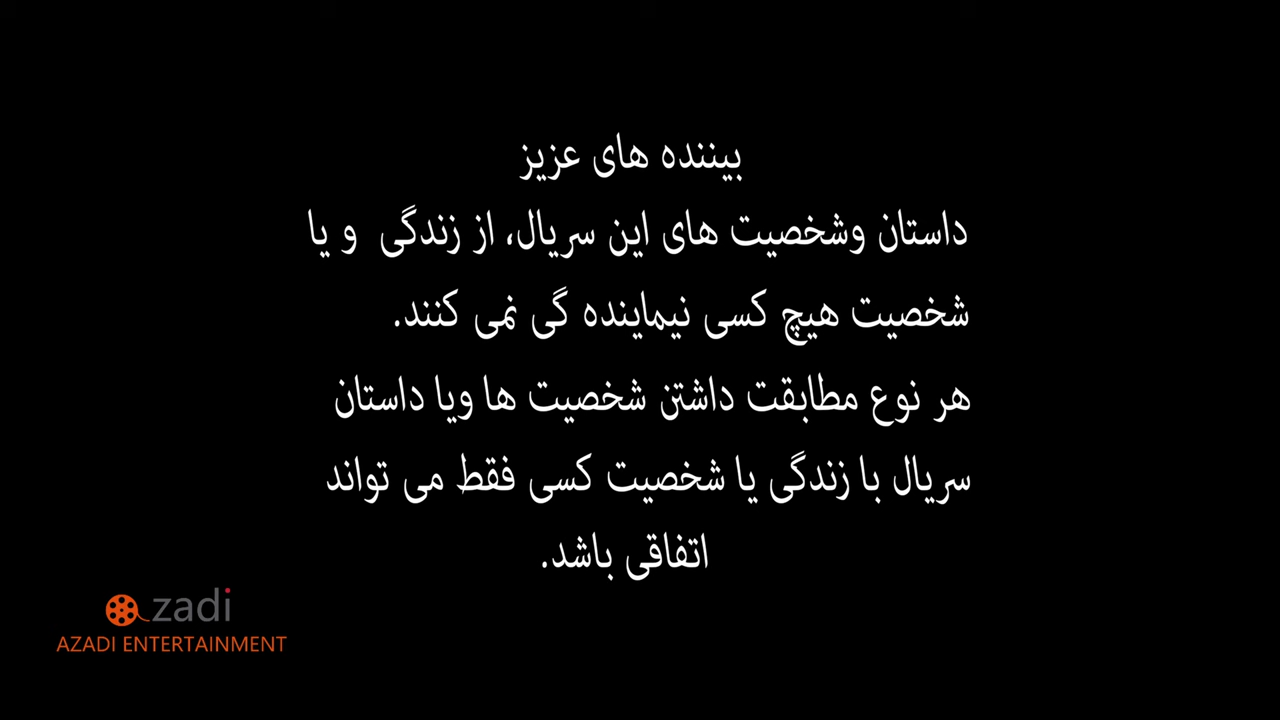 بیننده های عزیز
داستان وشخصیت های این سریال، از زندگی و یا
شخصیت هیچ کسی نیماینده گی نمی کنند.
هر نوع مطابقت داشتن شخصیت ها ویا داستان
سریال با زندگی یا شخصیت کسی فقط می تواند
اتفاقی باشد.
zadi
AZADI ENTERTAINMENT